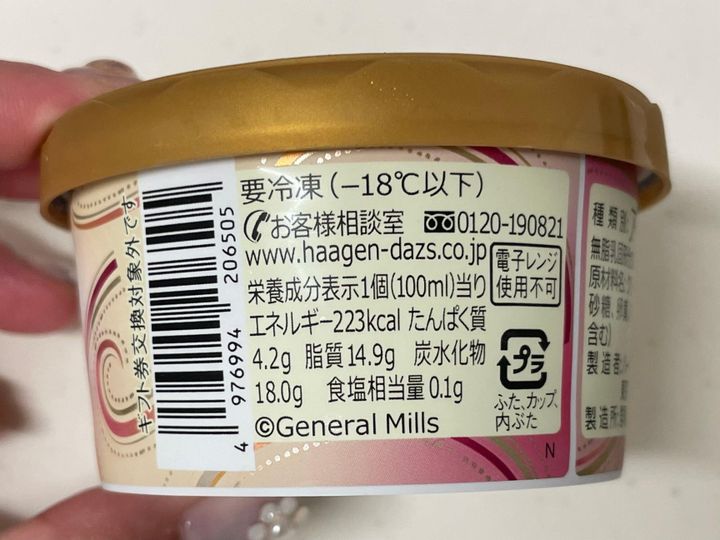 ギフト券交換対象外です
4 976994 206505
要冷凍(−18℃以下)
お客様相談室 0120-190821
www.haagen-dazs.co.jp
電子レンジ
使用不可
栄養成分表示1個(100ml)当り
エネルギー223kcal たんぱく質
4.2g 脂質14.9g 炭水化物
18.0g 食塩相当量0.1g
©General Mills
プラ
ふた、カップ、
内ぶた
N
種類別
無脂乳固形分
原材料名
砂糖、卵黄
含む)
製造者
製造所